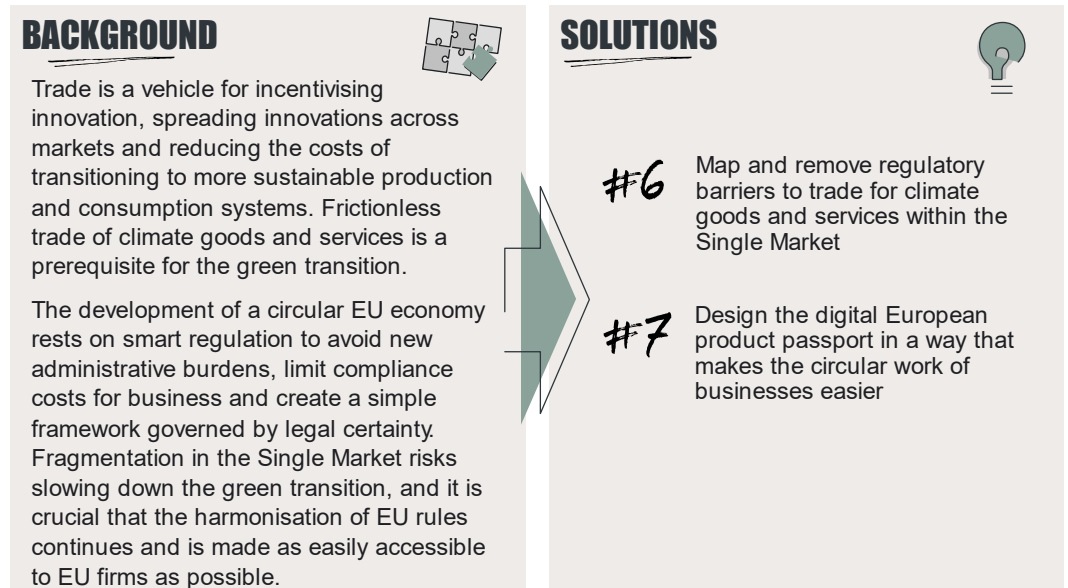 BACKGROUND
Trade is a vehicle for incentivising
innovation, spreading innovations across
markets and reducing the costs of
transitioning to more sustainable production
and consumption systems. Frictionless
trade of climate goods and services is a
prerequisite for the green transition.
The development of a circular EU economy
rests on smart regulation to avoid new
administrative burdens, limit compliance
costs for business and create a simple
framework governed by legal certainty.
Fragmentation in the Single Market risks
slowing down the green transition, and it is
crucial that the harmonisation of EU rules
continues and is made as easily accessible
to EU firms as possible.
SOLUTIONS
#6
Map and remove regulatory
barriers to trade for climate
goods and services within the
Single Market
#7
Design the digital European
product passport in a way that
makes the circular work of
businesses easier